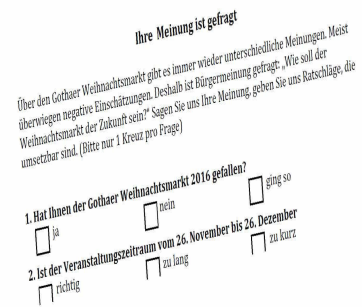 Ihre Meinung ist gefragt
Über den Gothaer Weihnachtsmarkt gibt es immer wieder unterschiedliche Meinungen. Meist
überwiegen negative Einschätzungen. Deshalb ist Bürgermeinung gefragt: „Wie soll der
Weihnachtsmarkt der Zukunft sein?" Sagen Sie uns Ihre Meinung, geben Sie uns Ratschläge, die
umsetzbar sind. (Bitte nur 1 Kreuz pro Frage)
1. Hat Ihnen der Gothaer Weihnachtsmarkt 2016 gefallen?
ja nein ging so
2. Ist der Veranstaltungszeitraum vom 26. November bis 26. Dezember
richtig zu lang zu kurz